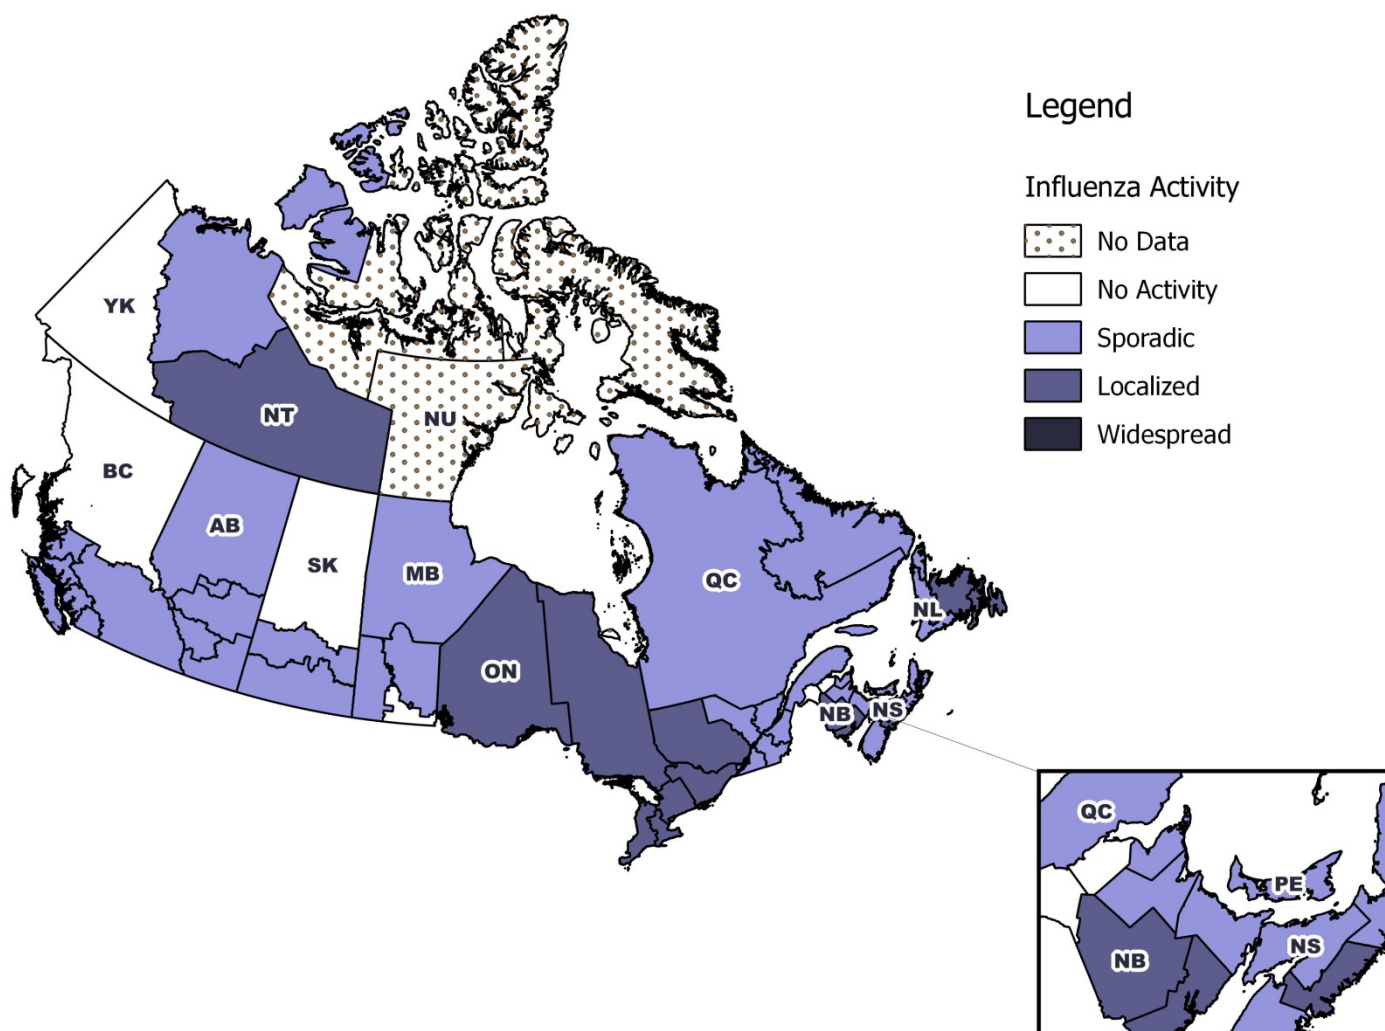 Legend
Influenza Activity
No Data
No Activity
Sporadic
Localized
Widespread
YK
NT
NU
BC
AB
SK
MB
QC
NL
ON
NB
NS
QC
PE
NS
NB